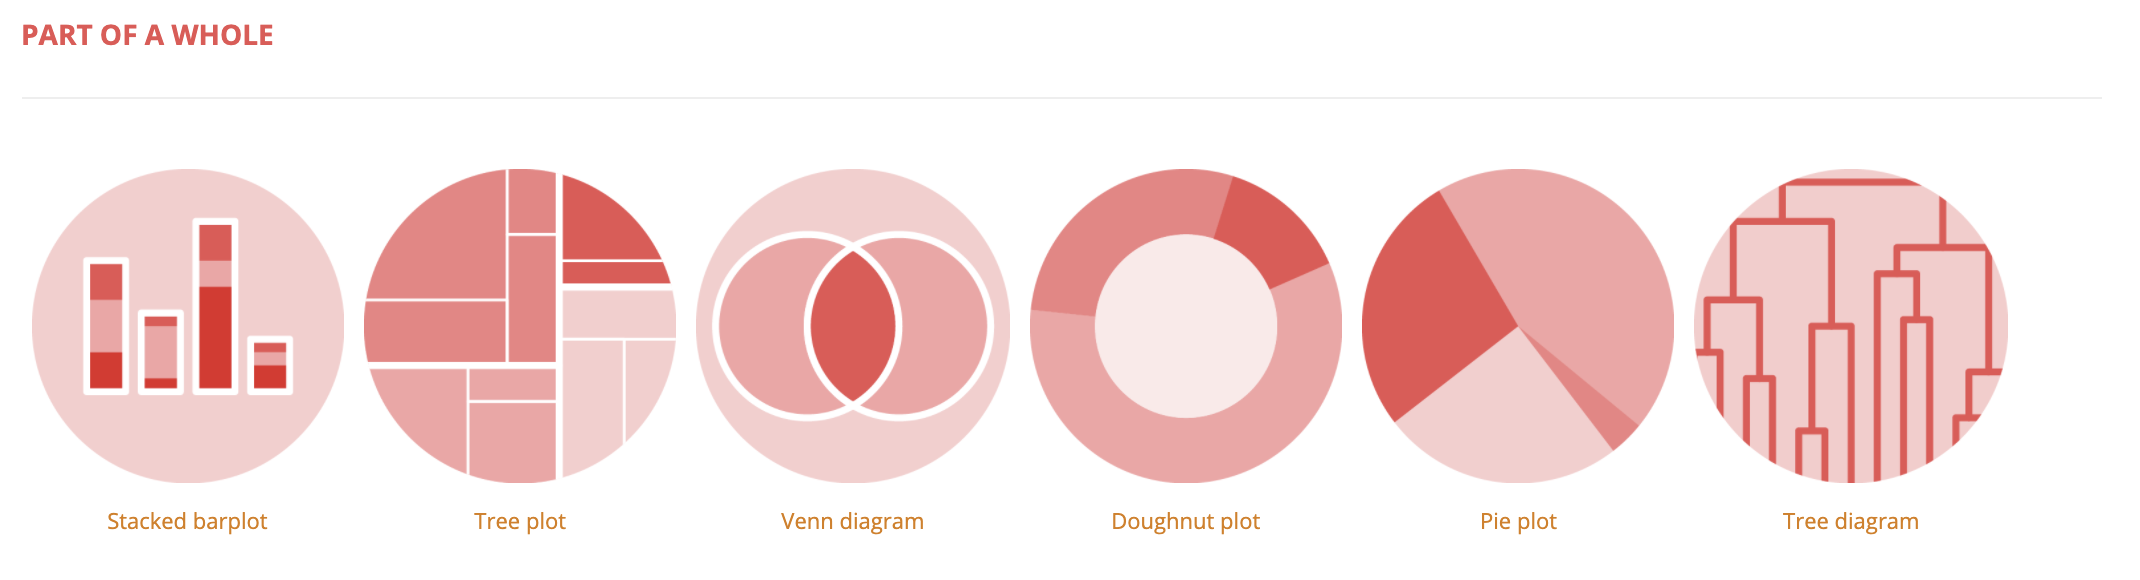 PART OF A WHOLE
Stacked barplot
Tree plot
Venn diagram
Doughnut plot
Pie plot
Tree diagram